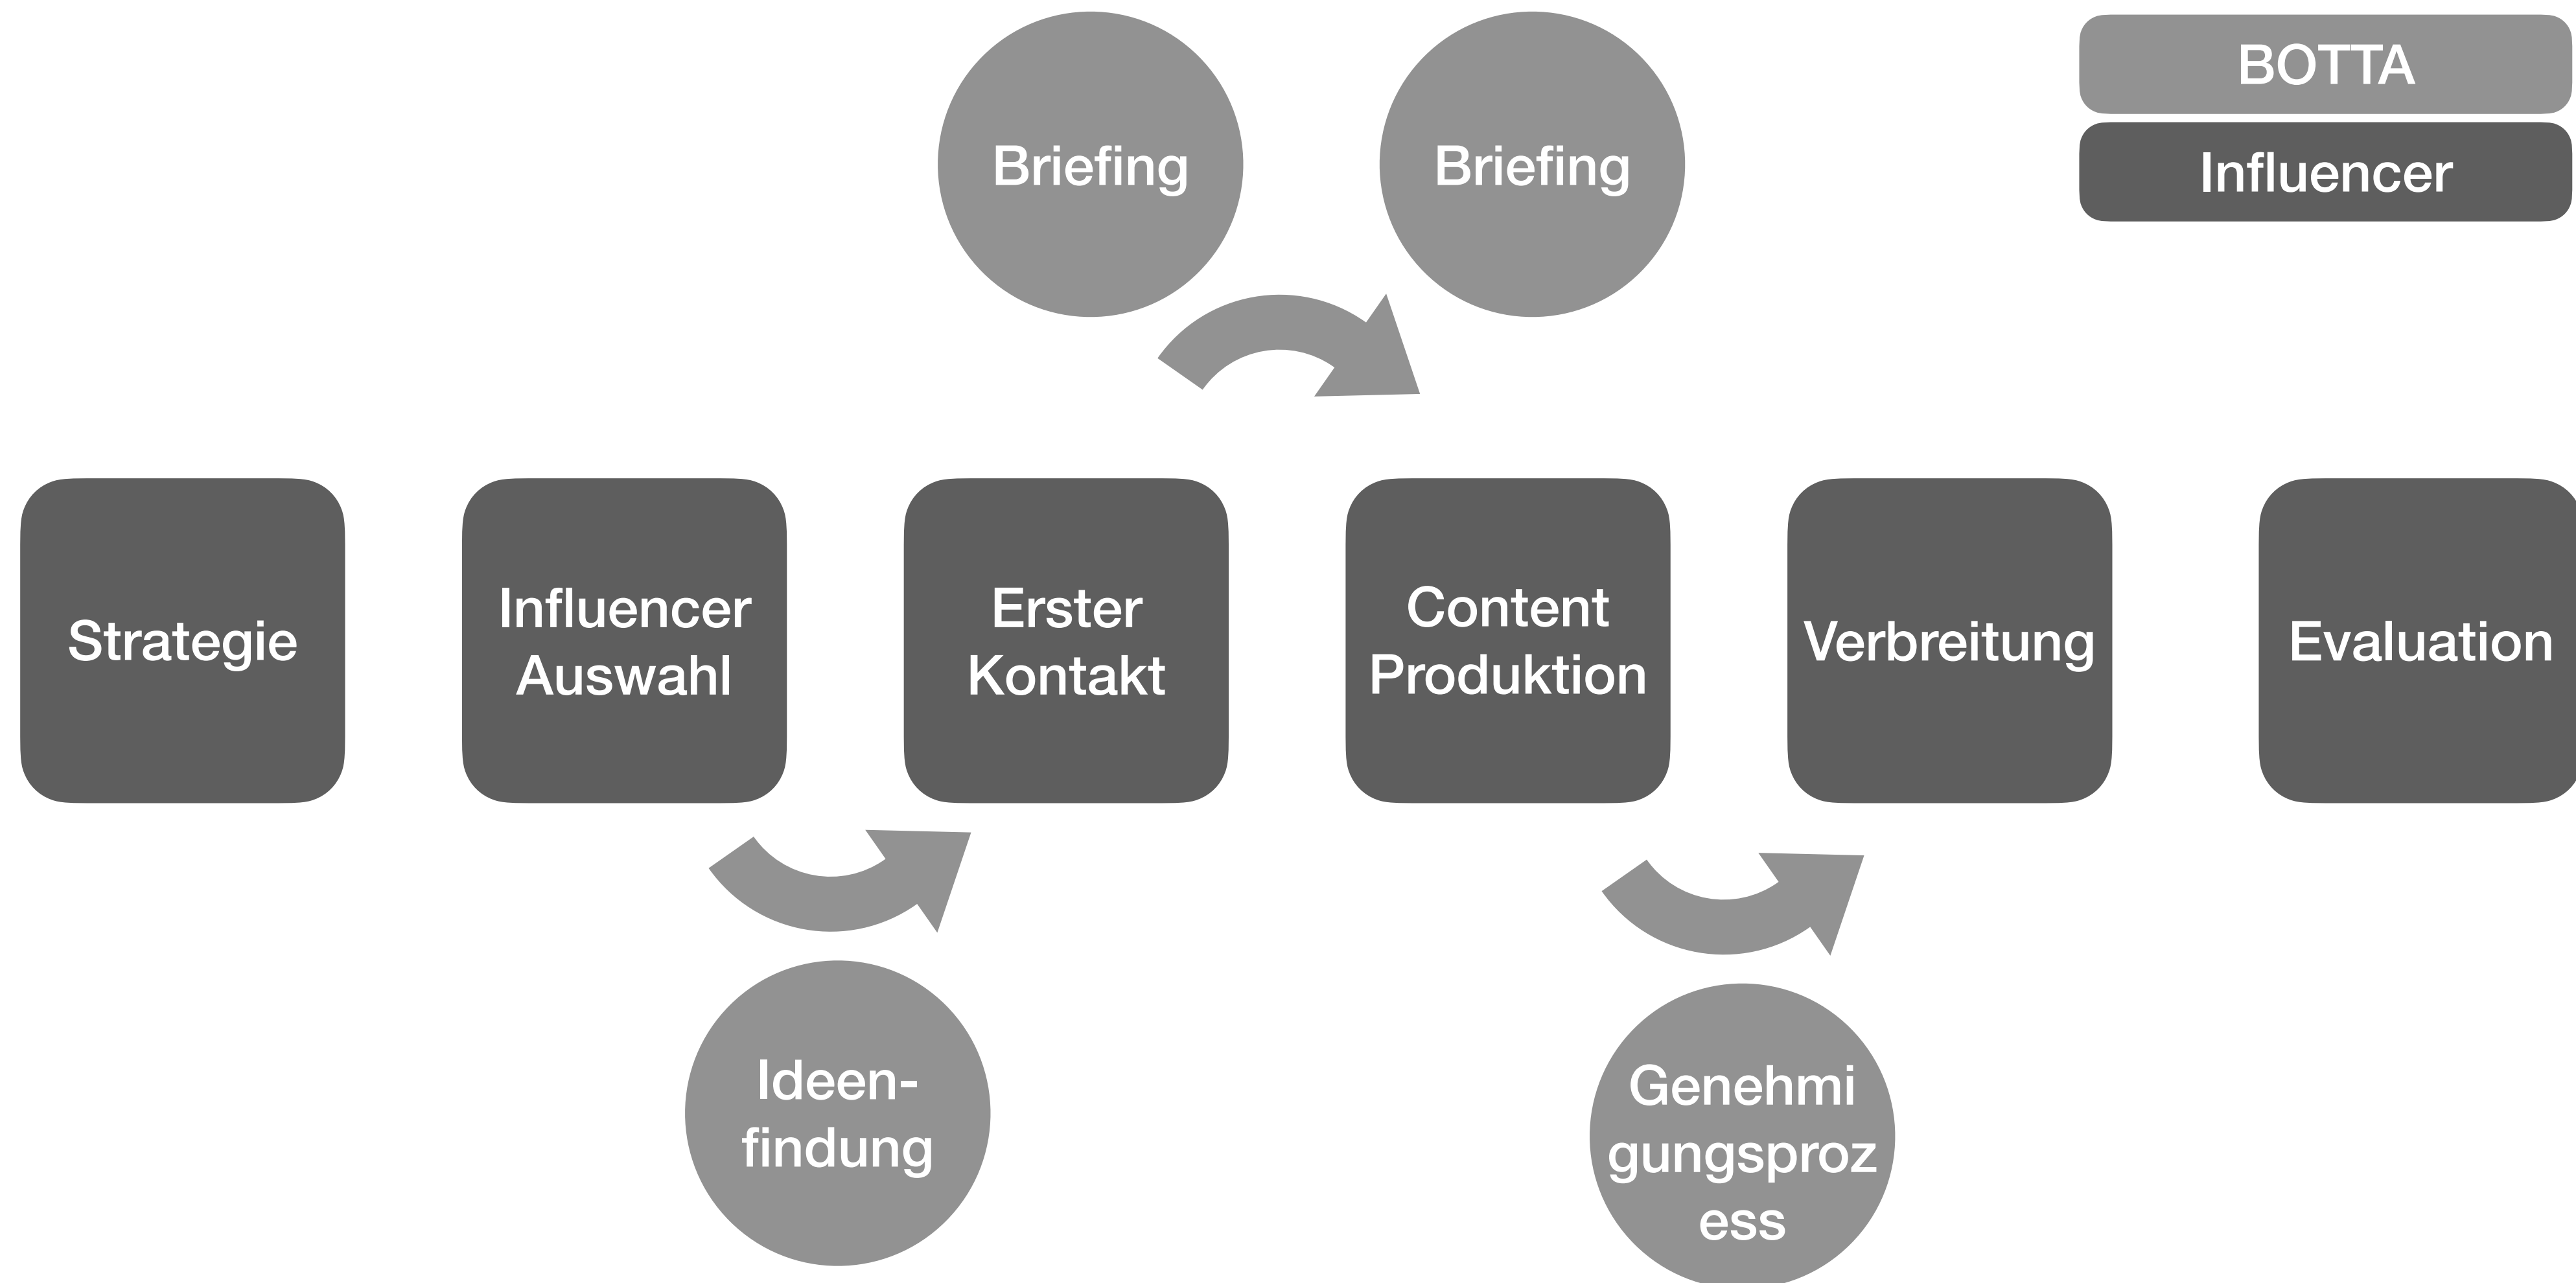 Briefing
Briefing
BOTTA
Influencer
Strategie
Influencer
Auswahl
Erster
Kontakt
Content
Produktion
Verbreitung
Evaluation
Ideen-
findung
Genehmi
gungsproz
ess